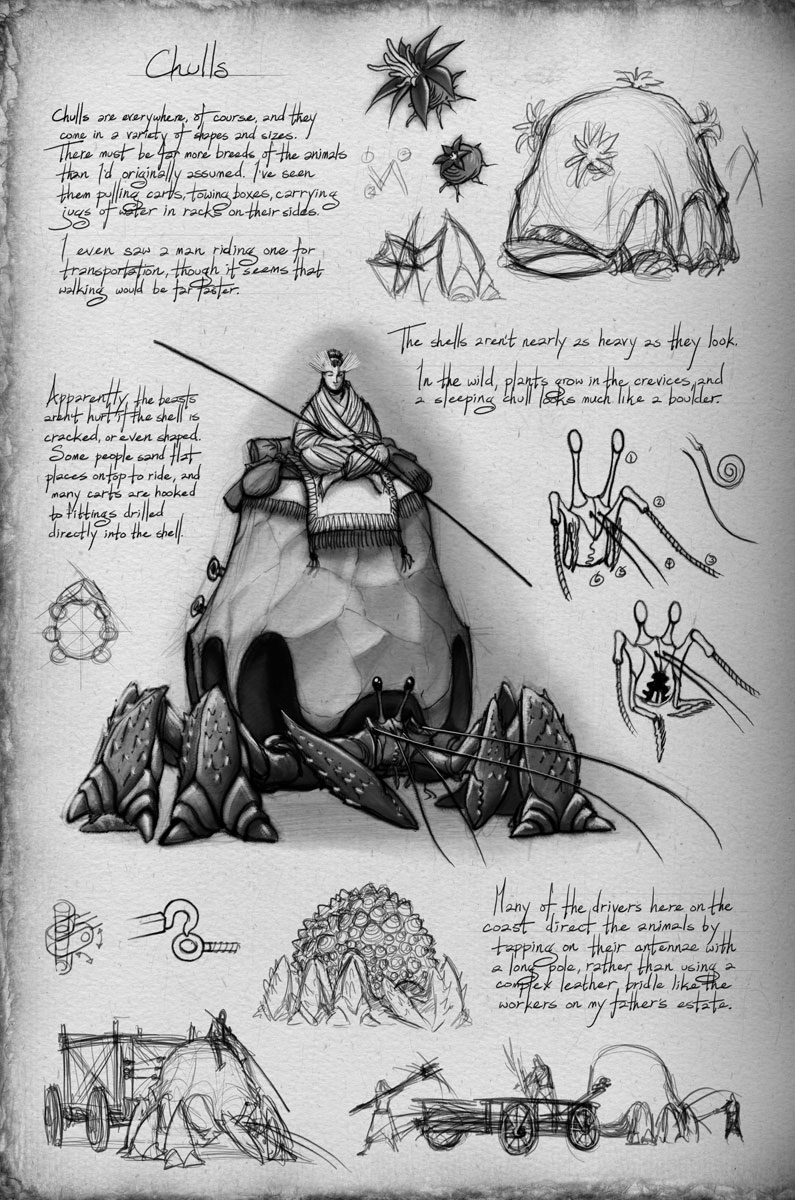 Chulls
Chulls are everywhere, of course, and they
come in a variety of shapes and sizes.
There must be far more breeds of the animals
than I'd originally assumed. I've seen
them pulling carts, towing boxes, carrying
jugs of water in racks on their sides.
I even saw a man riding one for
transportation, though it seems that
walking would be far faster.
The shells aren't nearly as heavy as they look.
In the wild, plants grow in the crevices, and
a sleeping chull looks much like a boulder.
Apparently, the beasts
aren't hurt if the shell is
cracked, or even shaped.
Some people sand flat
places on top to ride, and
many carts are hooked
to fittings drilled
directly into the shell.
1
2
3
4
5
6
Many of the drivers here on the
coast direct the animals by
tapping on their antennae with
a long pole, rather than using a
complex leather bridle like the
workers on my father's estate.